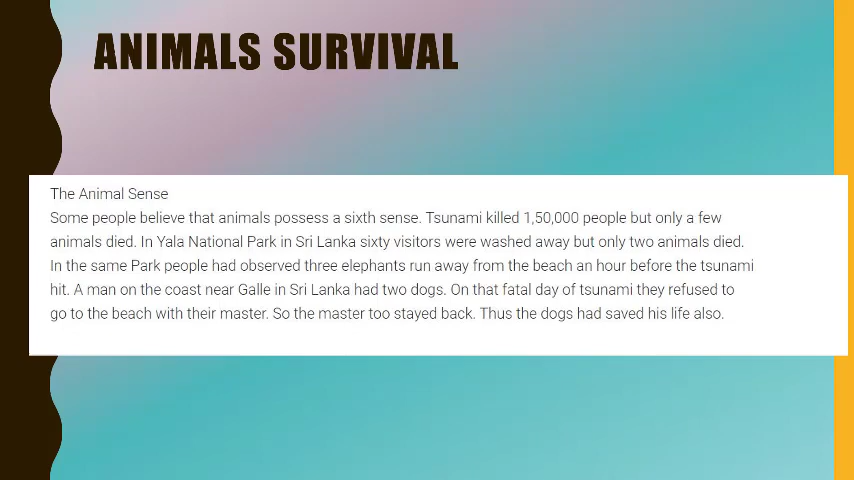 ANIMALS SURVIVAL
The Animal Sense
Some people believe that animals possess a sixth sense. Tsunami killed 1,50,000 people but only a few
animals died. In Yala National Park in Sri Lanka sixty visitors were washed away but only two animals died.
In the same Park people had observed three elephants run away from the beach an hour before the tsunami
hit. A man on the coast near Galle in Sri Lanka had two dogs. On that fatal day of tsunami they refused to
go to the beach with their master. So the master too stayed back. Thus the dogs had saved his life also.